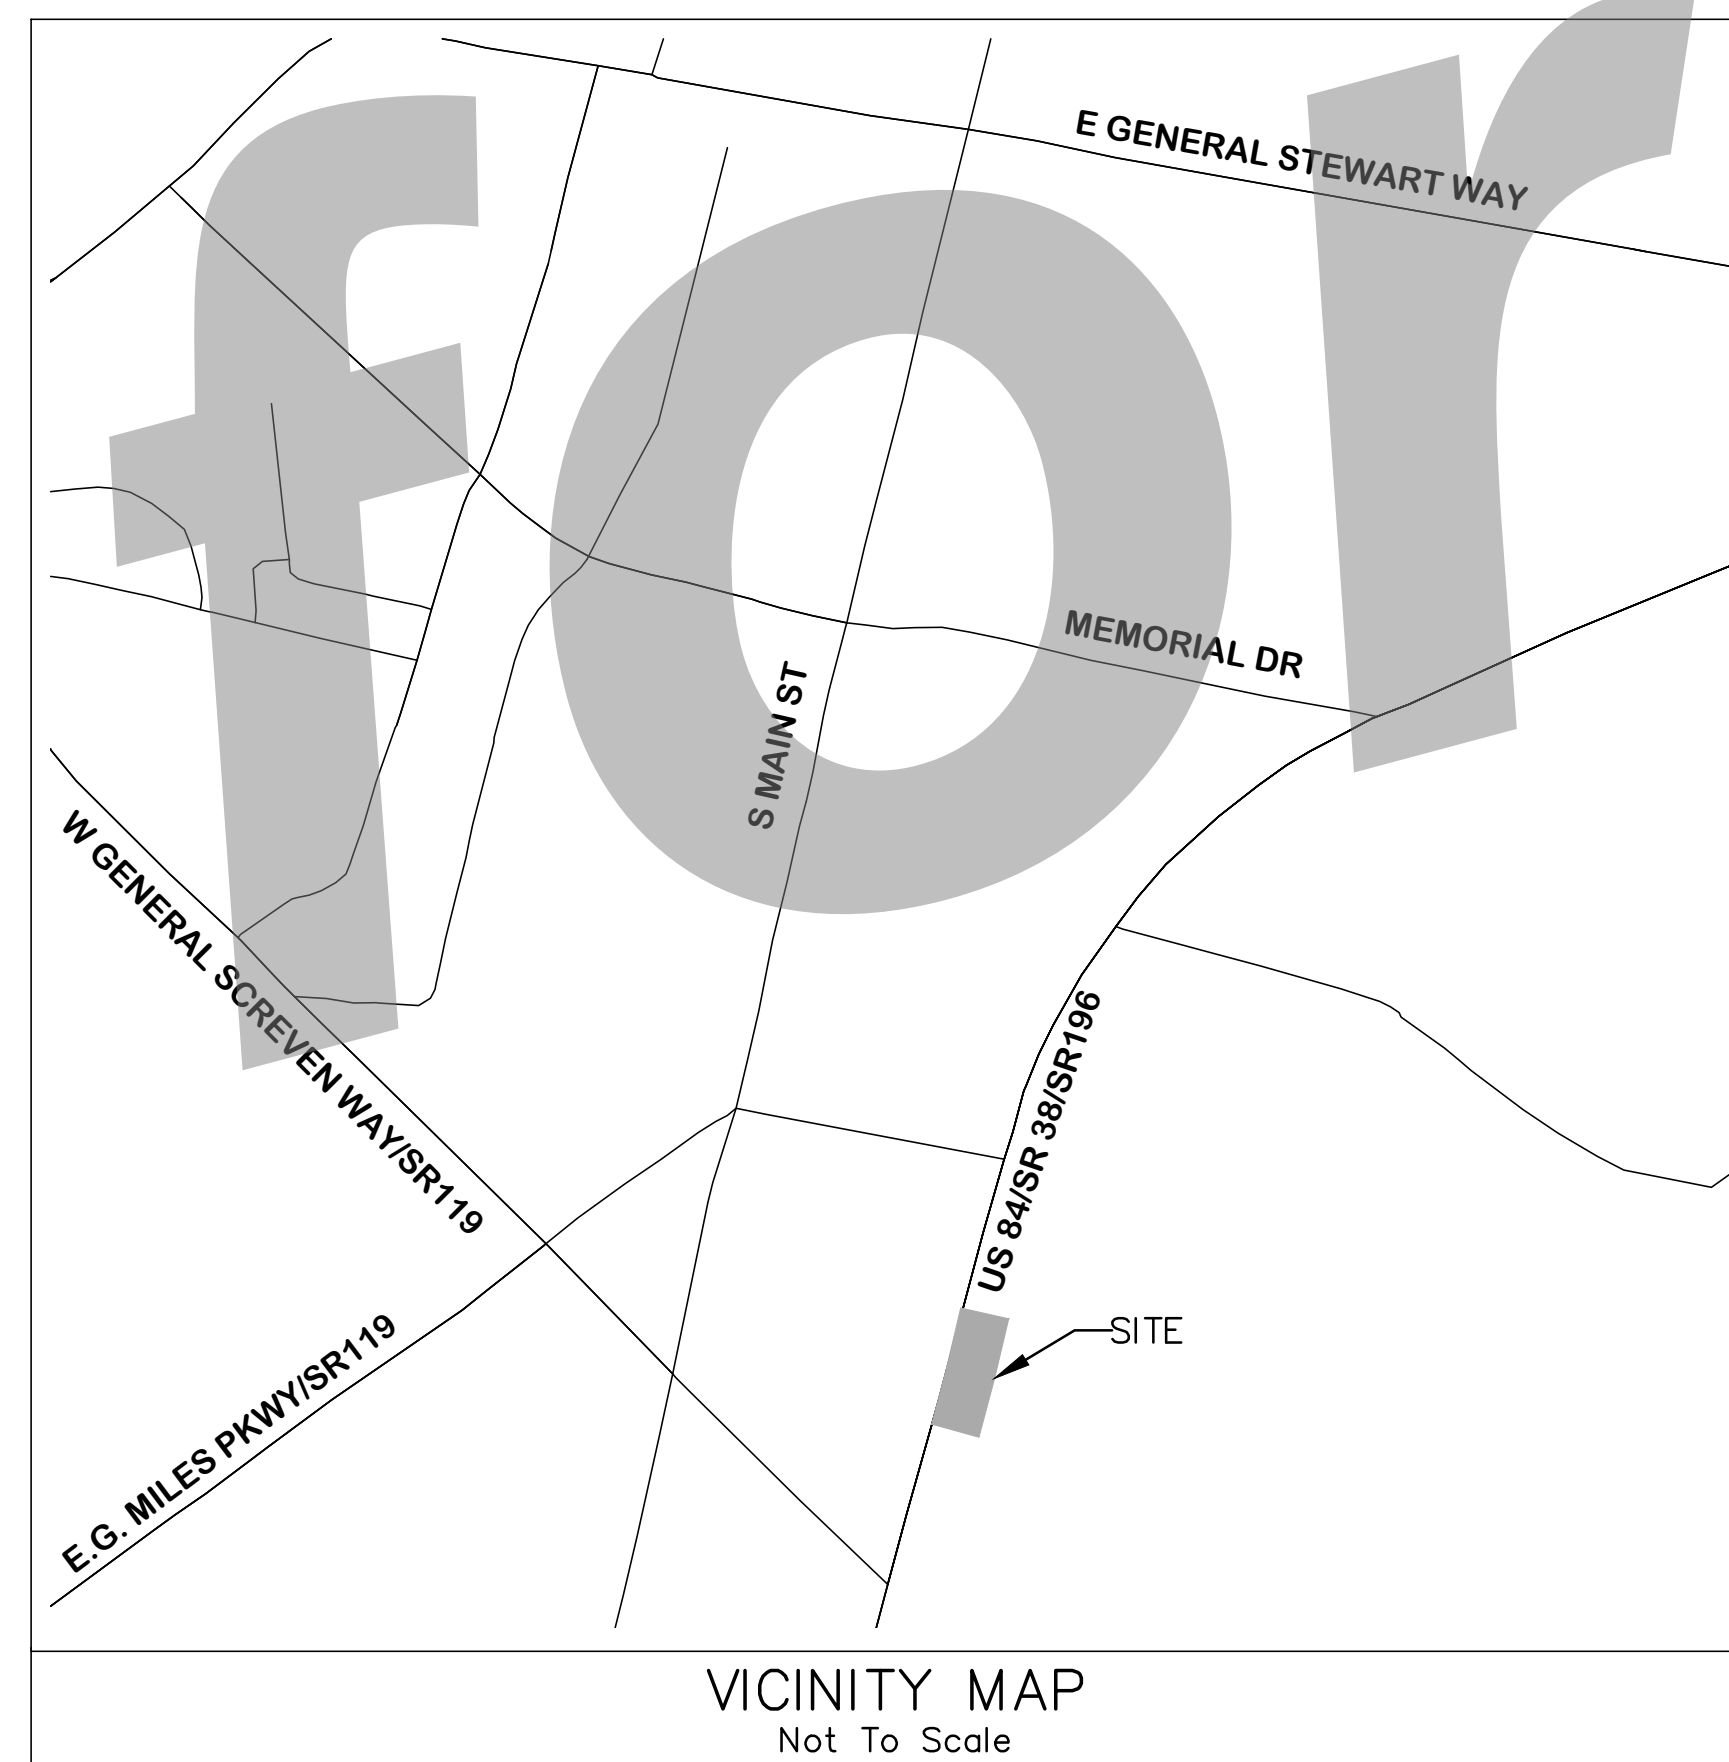 E GENERAL STEWART WAY
MEMORIAL DR
S MAIN ST
W GENERAL SCREVEN WAY/SR119
US 84/SR 38/SR196
SITE
E.G. MILES PKWY/SR119
for
VICINITY MAP
Not To Scale